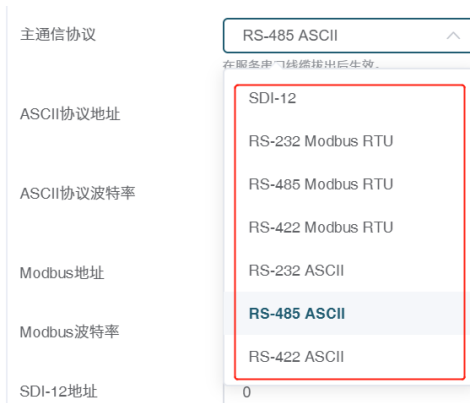 主通信协议
RS-485 ASCII
在服务串口线缆拔出后生效。
SDI-12
ASCII协议地址
RS-232 Modbus RTU
RS-485 Modbus RTU
ASCII协议波特率
RS-422 Modbus RTU
Modbus地址
RS-232 ASCII
RS-485 ASCII
Modbus波特率
RS-422 ASCII
SDI-12地址
0